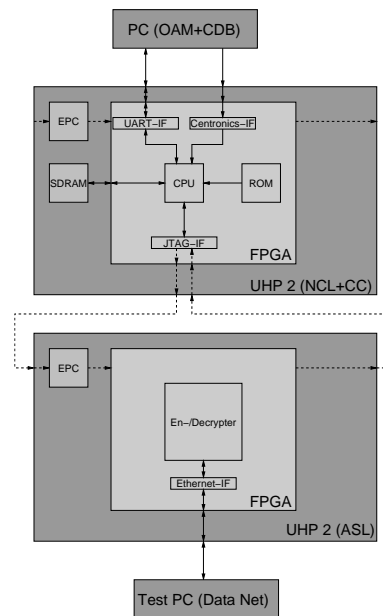 PC (OAM+CDB)
EPC
UART-IF
Centronics-IF
SDRAM
CPU
ROM
JTAG-IF
FPGA
UHP 2 (NCL+CC)
EPC
En-/Decrypter
Ethernet-IF
FPGA
UHP 2 (ASL)
Test PC (Data Net)